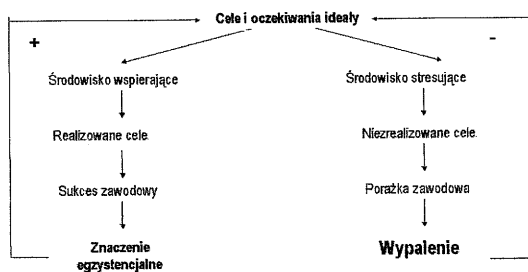 Cele i oczekiwania ideały
+
-
Środowisko wspierające
Środowisko stresujące
Realizowane cele
Niezrealizowane cele.
Sukces zawodowy
Porażka zawodowa
Znaczenie
egzystencjalne
Wypalenie